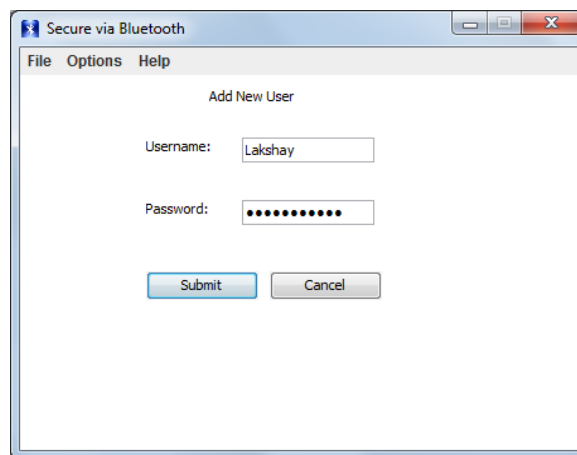 Secure via Bluetooth
File Options Help
Add New User
Username: Lakshay
Password: •••••••••••
Submit Cancel